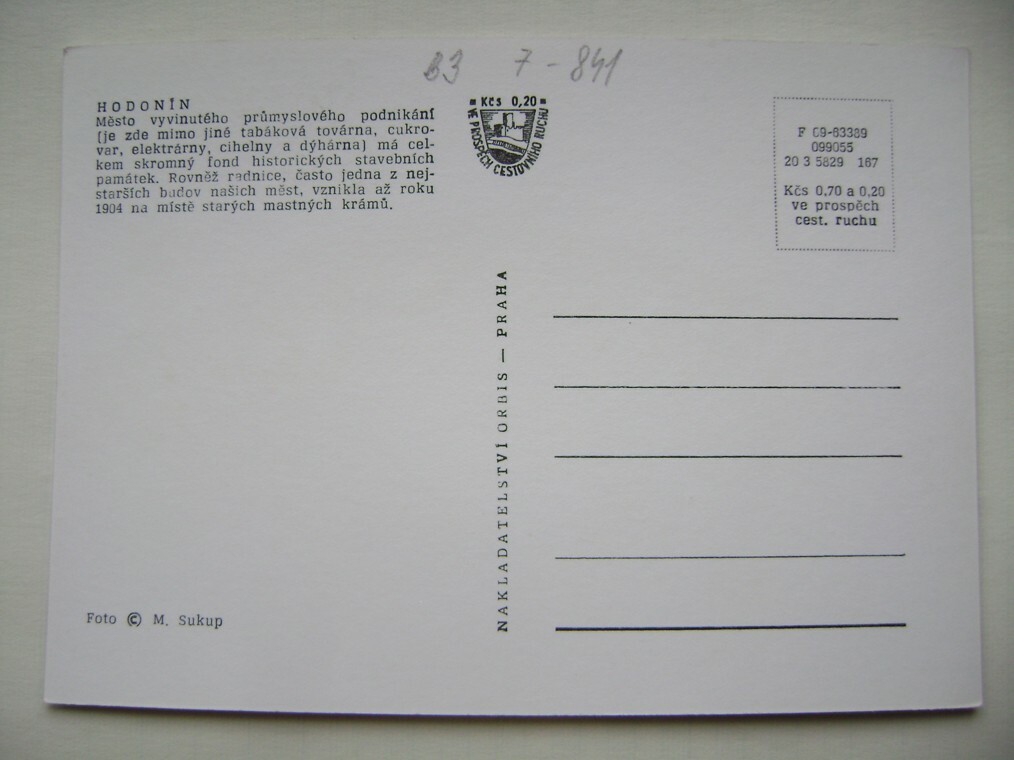 B3 7-841
HODONÍN
Město vyvinutého průmyslového podnikání
(je zde mimo jiné tabáková továrna, cukro-
var, elektrárny, cihelny a dýhárna) má cel-
kem skromný fond historických stavebních
památek. Rovněž radnice, často jedna z nej-
starších budov našich měst, vznikla až roku
1904 na místě starých mastných krámů.
Kčs 0,20
VE PROSPĚCH CESTOVNÍHO RUCHU
F 09-63389
099055
20 3 5829 167
Kčs 0,70 a 0,20
ve prospěch
cest. ruchu
NAKLADATELSTVÍ ORBIS — PRAHA
Foto © M. Sukup